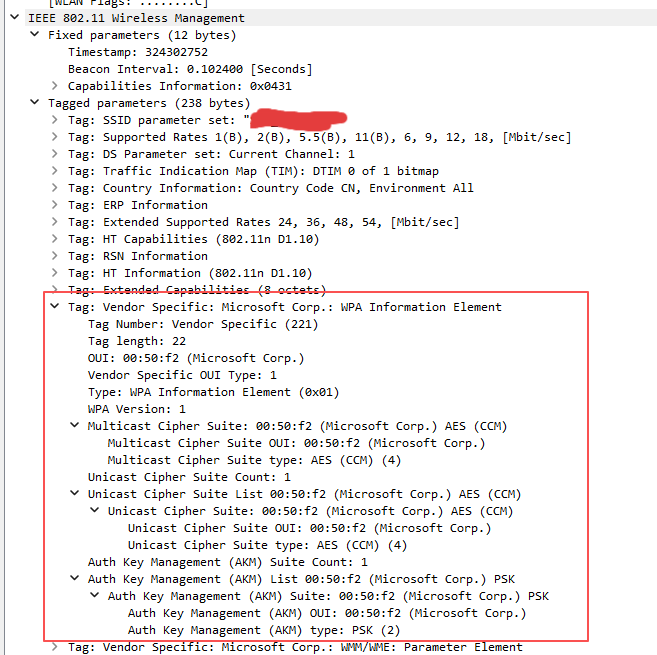 [WLAN Flags: ........C]
IEEE 802.11 Wireless Management
Fixed parameters (12 bytes)
Timestamp: 324302752
Beacon Interval: 0.102400 [Seconds]
Capabilities Information: 0x0431
Tagged parameters (238 bytes)
Tag: SSID parameter set: "
Tag: Supported Rates 1(B), 2(B), 5.5(B), 11(B), 6, 9, 12, 18, [Mbit/sec]
Tag: DS Parameter set: Current Channel: 1
Tag: Traffic Indication Map (TIM): DTIM 0 of 1 bitmap
Tag: Country Information: Country Code CN, Environment All
Tag: ERP Information
Tag: Extended Supported Rates 24, 36, 48, 54, [Mbit/sec]
Tag: HT Capabilities (802.11n D1.10)
Tag: RSN Information
Tag: HT Information (802.11n D1.10)
Tag: Extended Capabilities (8 octets)
Tag: Vendor Specific: Microsoft Corp.: WPA Information Element
Tag Number: Vendor Specific (221)
Tag length: 22
OUI: 00:50:f2 (Microsoft Corp.)
Vendor Specific OUI Type: 1
Type: WPA Information Element (0x01)
WPA Version: 1
Multicast Cipher Suite: 00:50:f2 (Microsoft Corp.) AES (CCM)
Multicast Cipher Suite OUI: 00:50:f2 (Microsoft Corp.)
Multicast Cipher Suite type: AES (CCM) (4)
Unicast Cipher Suite Count: 1
Unicast Cipher Suite List 00:50:f2 (Microsoft Corp.) AES (CCM)
Unicast Cipher Suite: 00:50:f2 (Microsoft Corp.) AES (CCM)
Unicast Cipher Suite OUI: 00:50:f2 (Microsoft Corp.)
Unicast Cipher Suite type: AES (CCM) (4)
Auth Key Management (AKM) Suite Count: 1
Auth Key Management (AKM) List 00:50:f2 (Microsoft Corp.) PSK
Auth Key Management (AKM) Suite: 00:50:f2 (Microsoft Corp.) PSK
Auth Key Management (AKM) OUI: 00:50:f2 (Microsoft Corp.)
Auth Key Management (AKM) type: PSK (2)
Tag: Vendor Specific: Microsoft Corp.: WMM/WME: Parameter Element